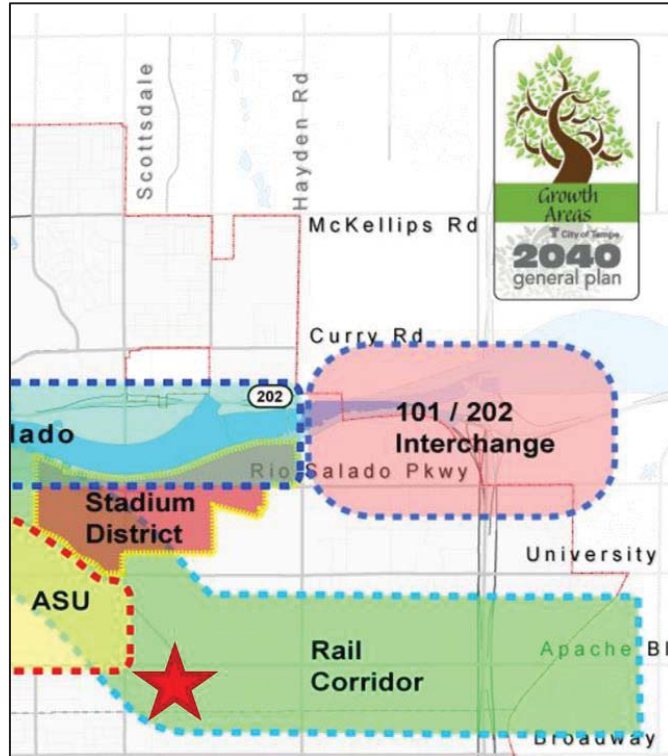 Scottsdale
Hayden Rd
Growth
Areas
City of Tempe
2040
general plan
McKellips Rd
Curry Rd
202
101 / 202
Interchange
lado
Rio Salado Pkwy
Stadium
District
University
ASU
Rail
Corridor
Apache Bl
Broadway